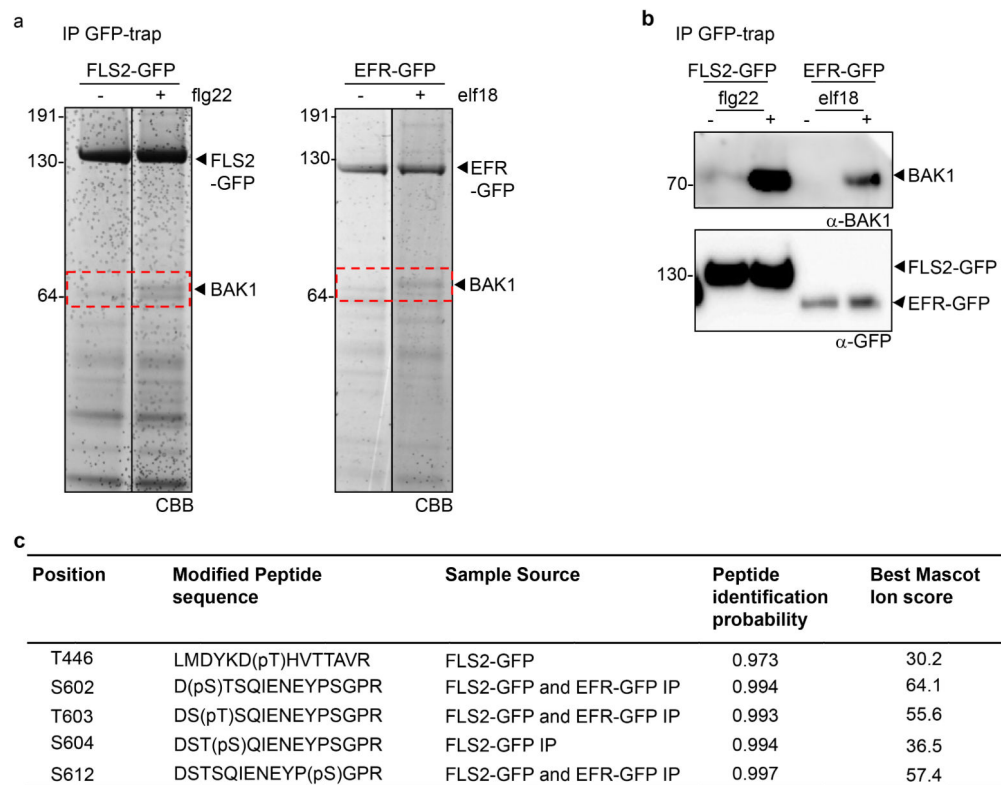 a
IP GFP-trap
FLS2-GFP
- + flg22
191-
130-
64-
FLS2
-GFP
BAK1
CBB
EFR-GFP
- + elf18
191-
130-
64-
EFR
-GFP
BAK1
CBB
b
IP GFP-trap
FLS2-GFP EFR-GFP
flg22 elf18
- + - +
70-
BAK1
α-BAK1
130-
FLS2-GFP
EFR-GFP
α-GFP
c
Position Modified Peptide sequence Sample Source Peptide identification probability Best Mascot Ion score
T446 LMDYKD(pT)HVTTAVR FLS2-GFP 0.973 30.2
S602 D(pS)TSQIENEYPSGPR FLS2-GFP and EFR-GFP IP 0.994 64.1
T603 DS(pT)SQIENEYPSGPR FLS2-GFP and EFR-GFP IP 0.993 55.6
S604 DST(pS)QIENEYPSGPR FLS2-GFP IP 0.994 36.5
S612 DSTSQIENEYP(pS)GPR FLS2-GFP and EFR-GFP IP 0.997 57.4